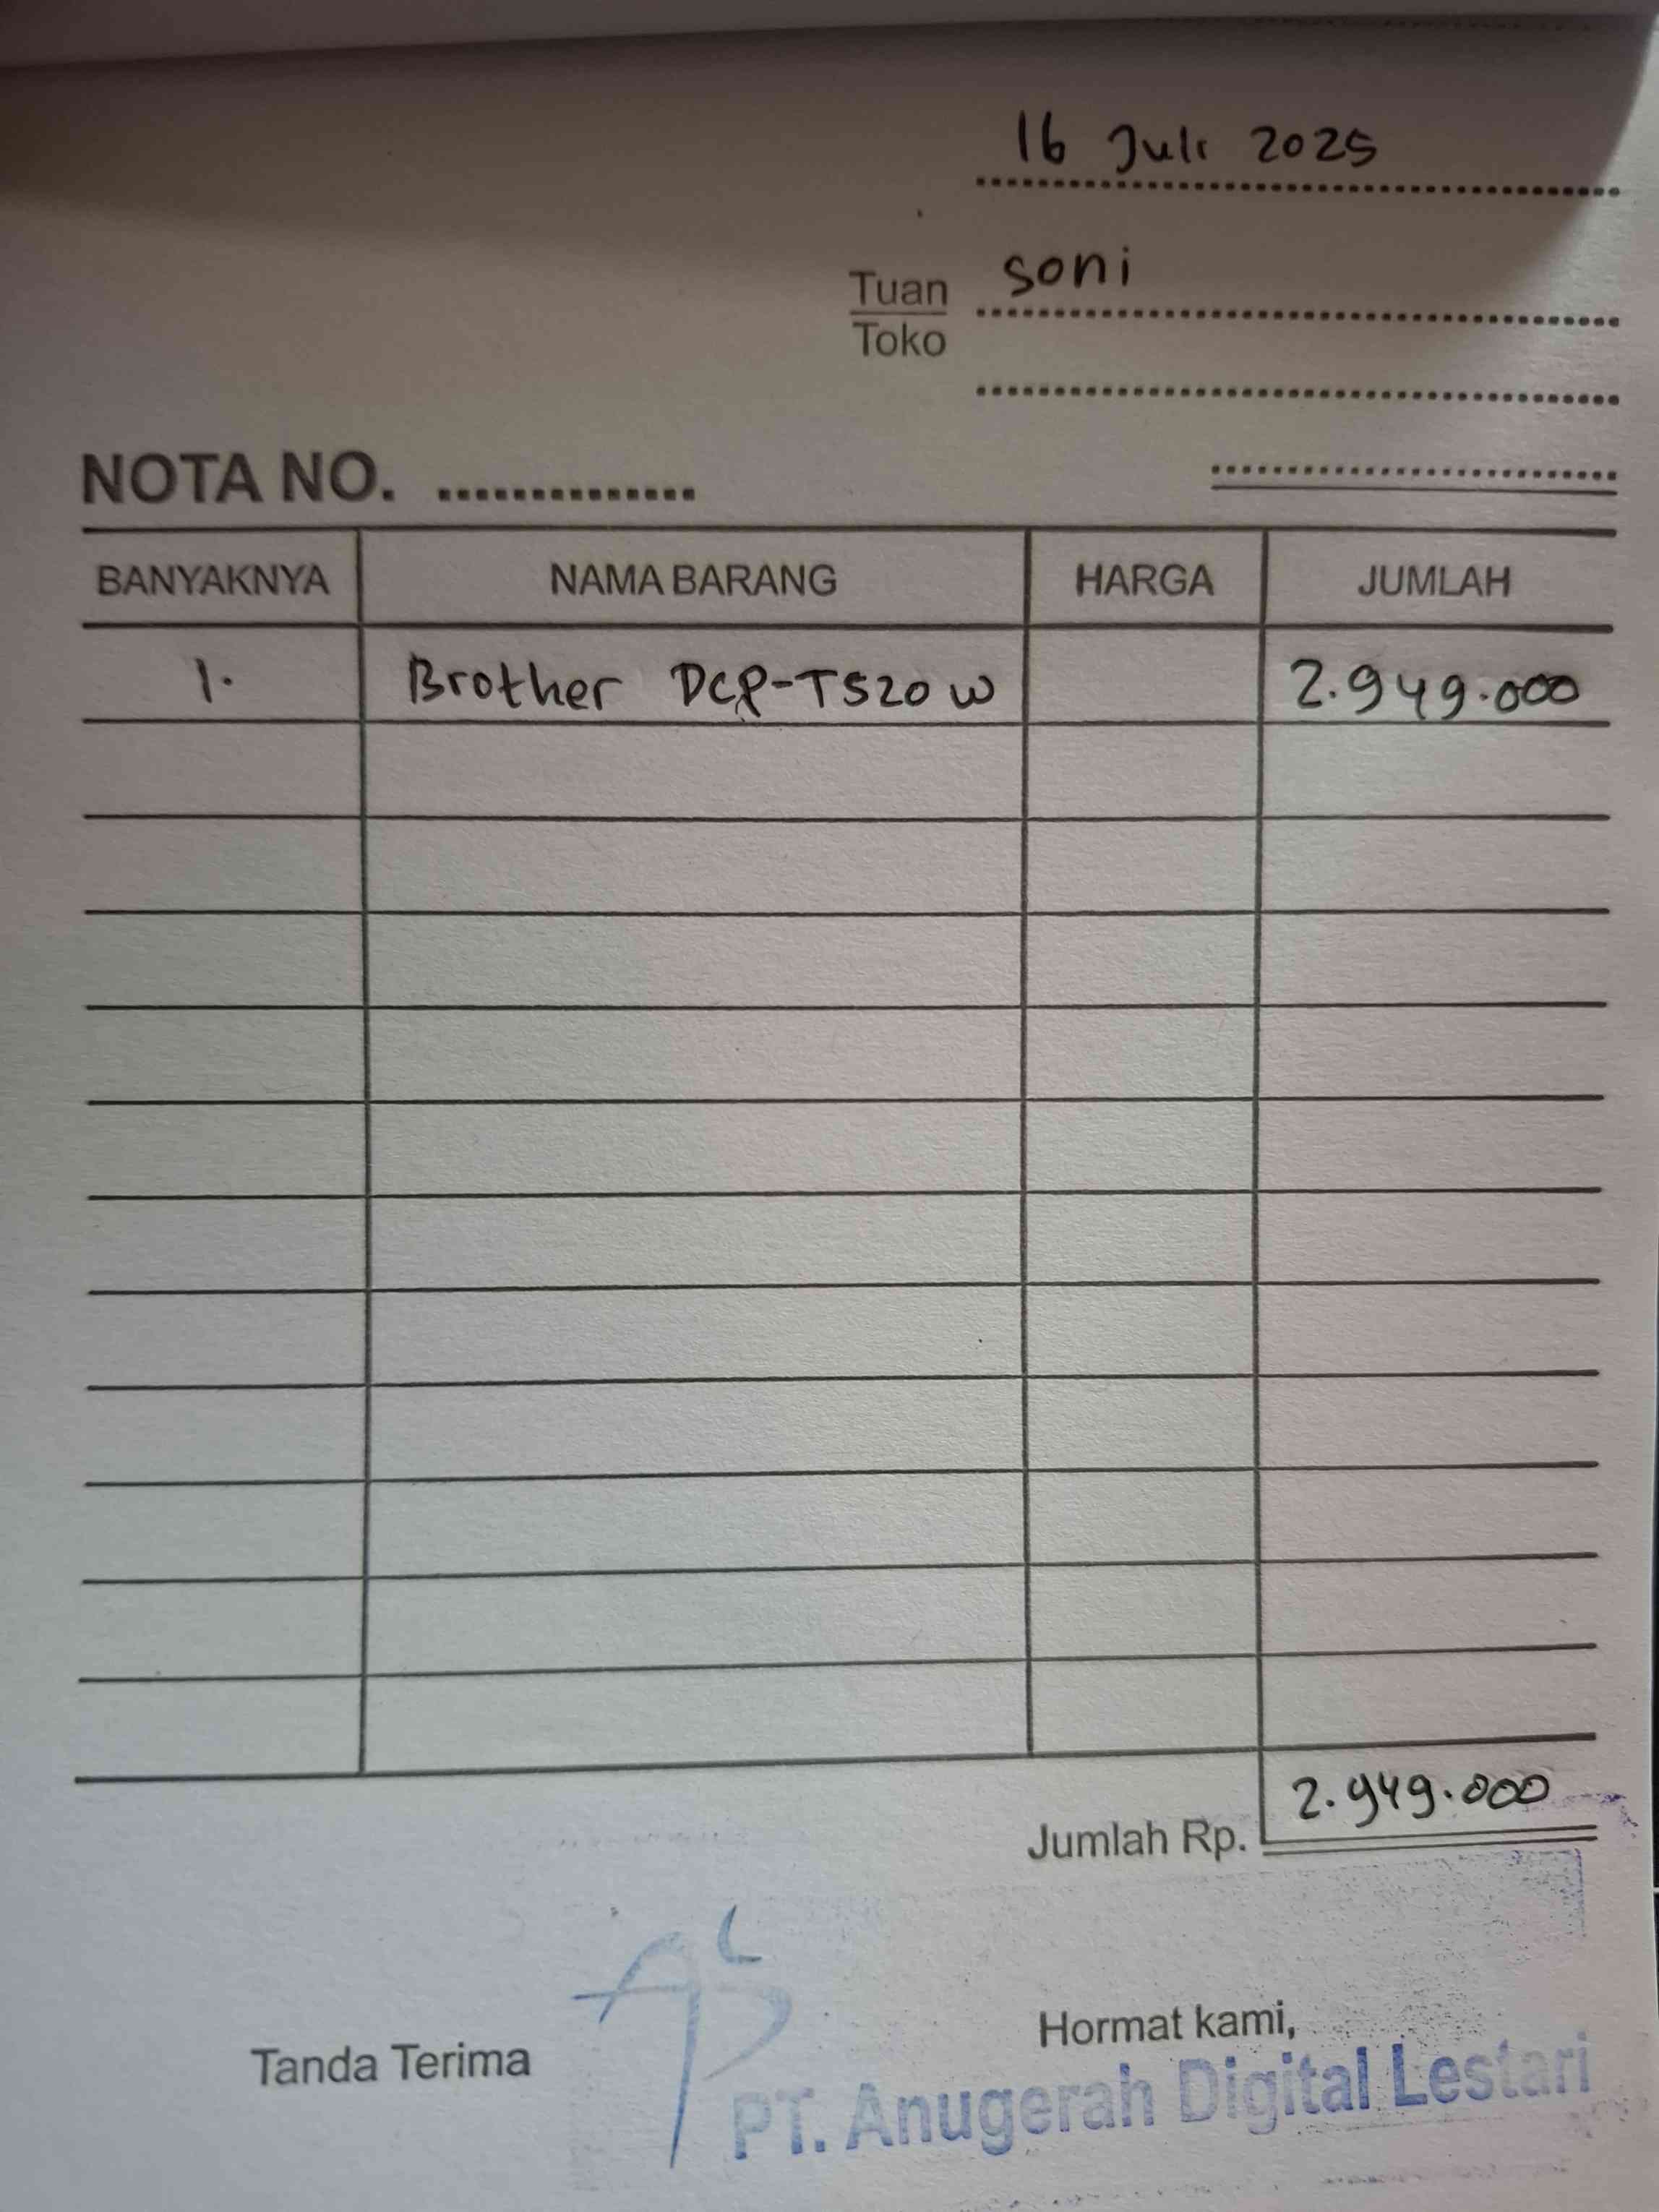 16 Juli 2025
Tuan soni
Toko
NOTA NO. ..............
BANYAKNYA NAMA BARANG HARGA JUMLAH
1. Brother DCP-T520W 2.949.000
Jumlah Rp. 2.949.000
Tanda Terima Hormat kami,
PT. Anugerah Digital Lestari